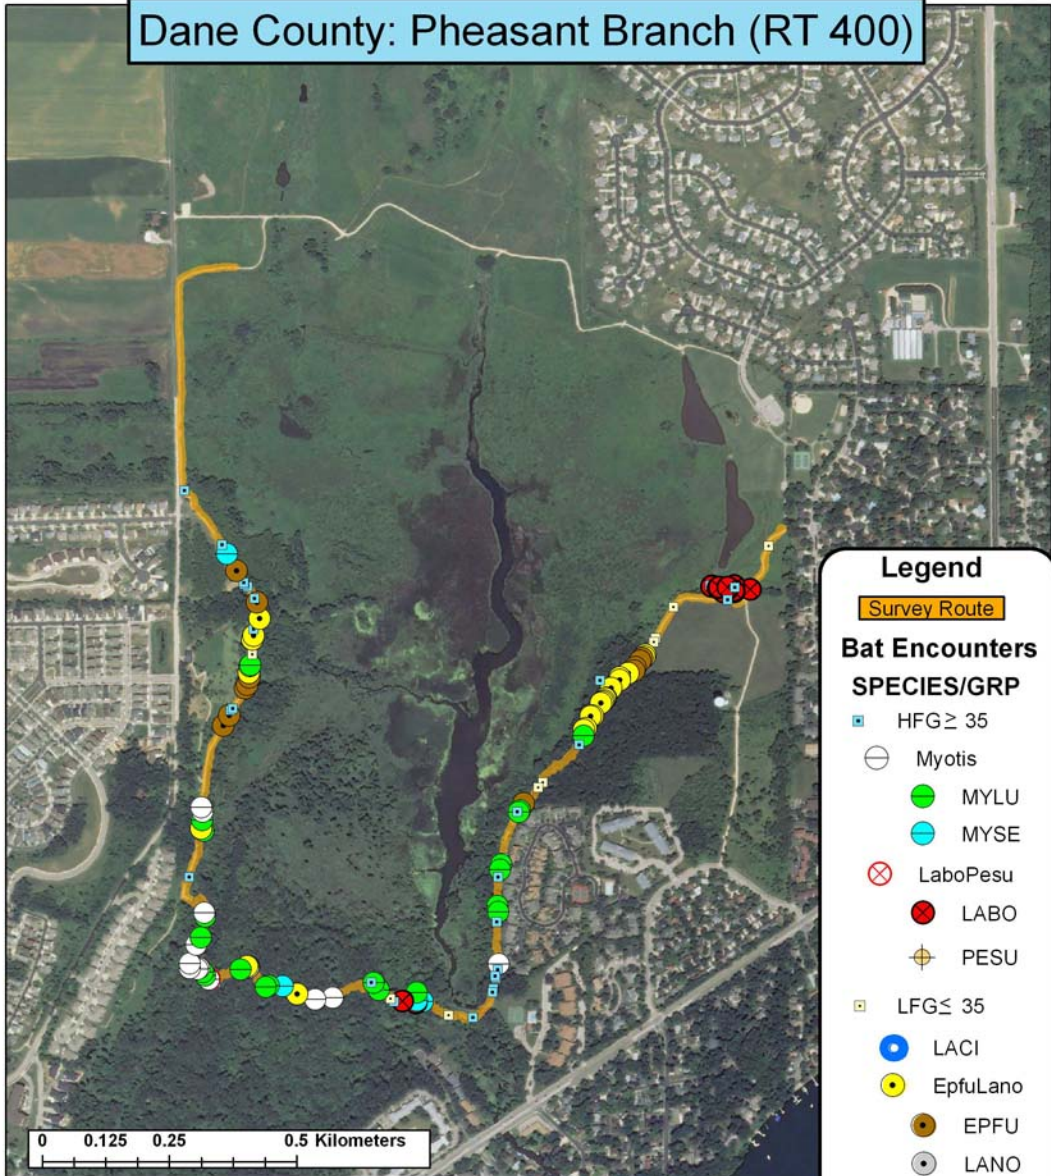 Dane County: Pheasant Branch (RT 400)
Legend
Survey Route
Bat Encounters
SPECIES/GRP
HFG ≥ 35
Myotis
MYLU
MYSE
LaboPesu
LABO
PESU
LFG ≤ 35
LACI
EpfuLano
EPFU
LANO
0 0.125 0.25 0.5 Kilometers